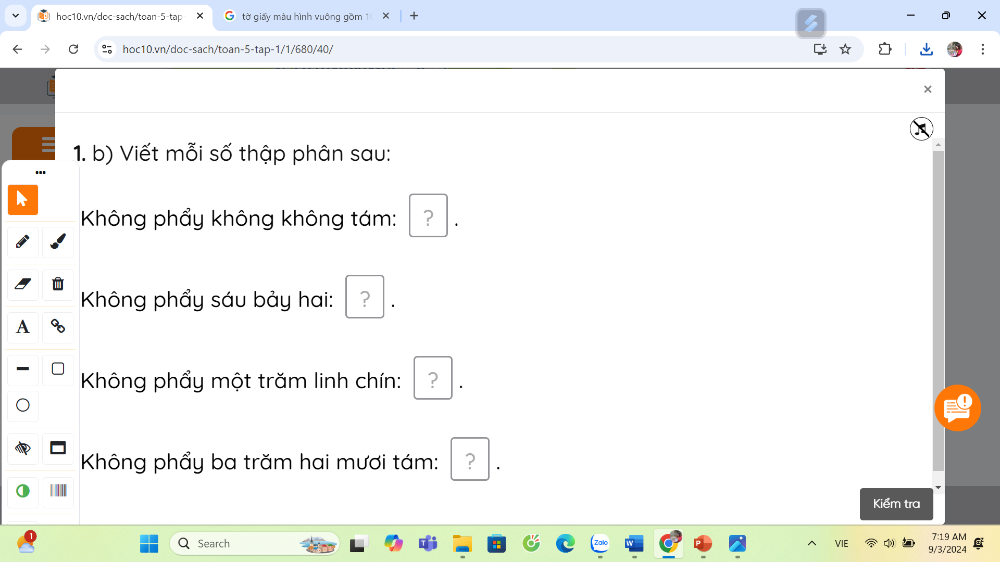 hoc10.vn/doc-sach/toan-5-tap-
tờ giấy màu hình vuông gồm 10
hoc10.vn/doc-sach/toan-5-tap-1/1/680/40/
1. b) Viết mỗi số thập phân sau:
Không phẩy không không tám: ? .
Không phẩy sáu bảy hai: ? .
Không phẩy một trăm linh chín: ? .
Không phẩy ba trăm hai mươi tám: ? .
Kiểm tra
1
Search
Zalo
VIE
7:19 AM
9/3/2024